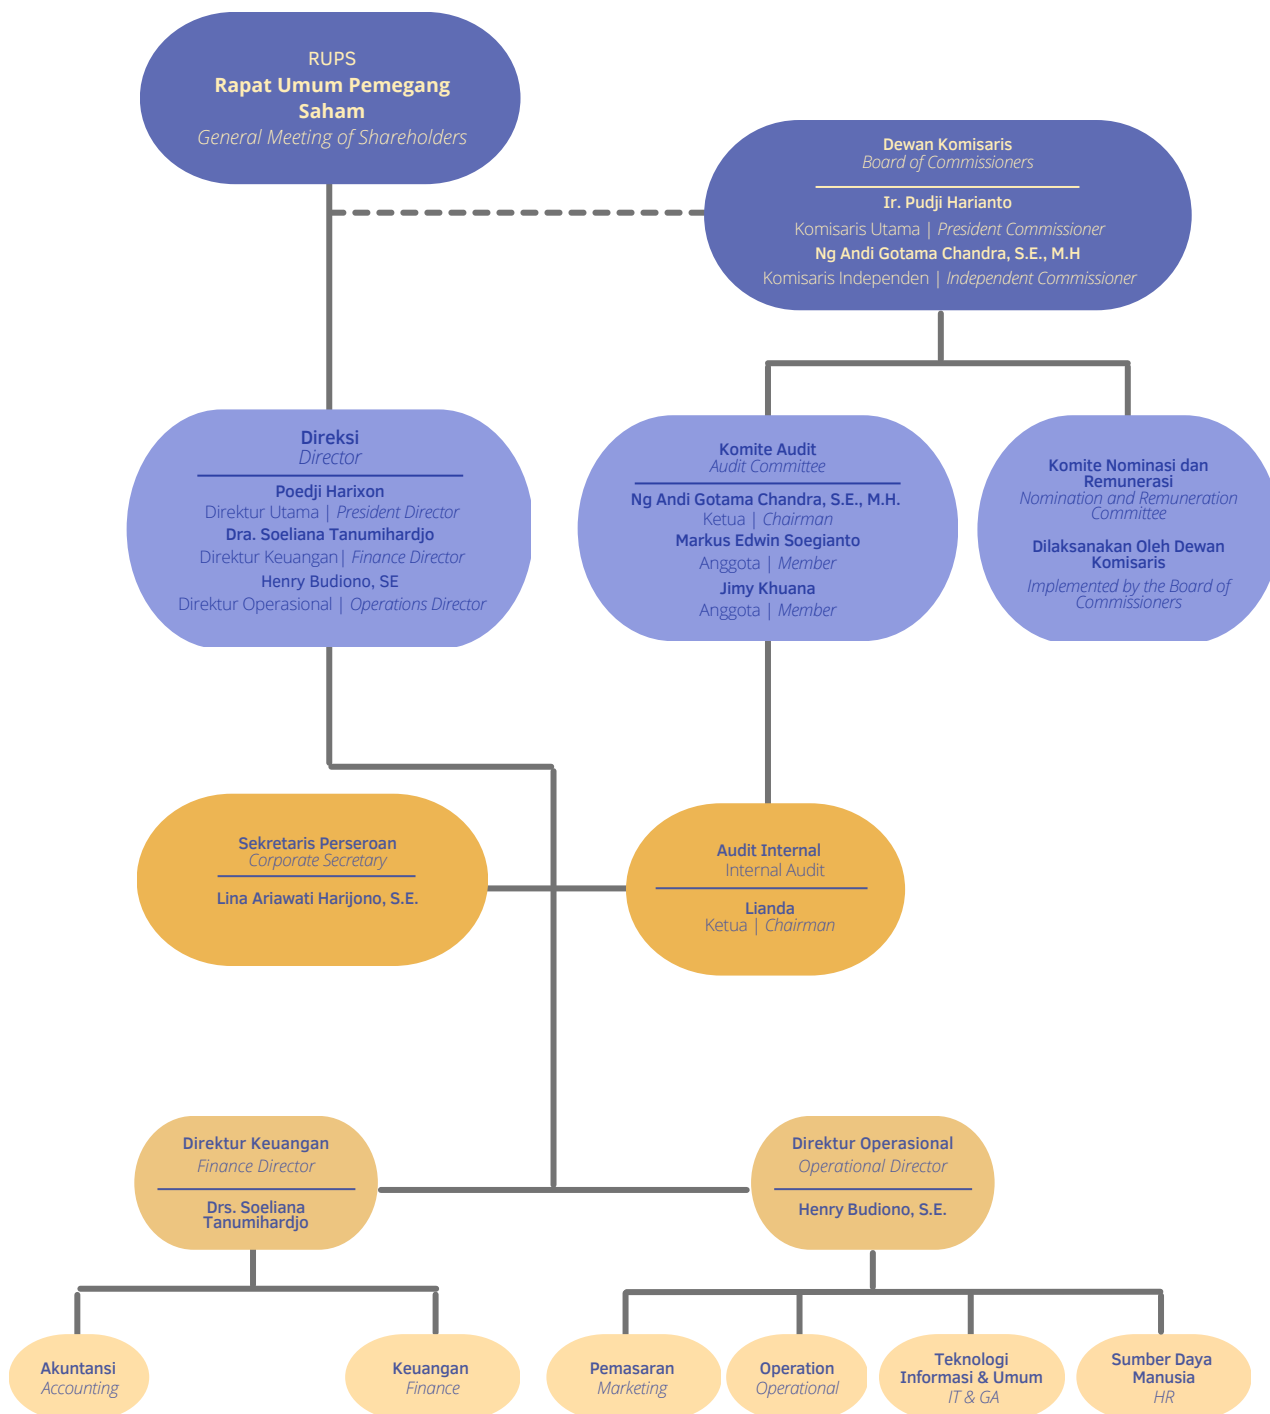 RUPS
Rapat Umum Pemegang
Saham
General Meeting of Shareholders
Dewan Komisaris
Board of Commissioners
Ir. Pudji Harianto
Komisaris Utama | President Commissioner
Ng Andi Gotama Chandra, S.E., M.H
Komisaris Independen | Independent Commissioner
Direksi
Director
Poedji Harixon
Direktur Utama | President Director
Dra. Soeliana Tanumihardjo
Direktur Keuangan| Finance Director
Henry Budiono, SE
Direktur Operasional | Operations Director
Komite Audit
Audit Committee
Ng Andi Gotama Chandra, S.E., M.H.
Ketua | Chairman
Markus Edwin Soegianto
Anggota | Member
Jimy Khuana
Anggota | Member
Komite Nominasi dan
Remunerasi
Nomination and Remuneration
Committee
Dilaksanakan Oleh Dewan
Komisaris
Implemented by the Board of
Commissioners
Sekretaris Perseroan
Corporate Secretary
Lina Ariawati Harijono, S.E.
Audit Internal
Internal Audit
Lianda
Ketua | Chairman
Direktur Keuangan
Finance Director
Drs. Soeliana
Tanumihardjo
Direktur Operasional
Operational Director
Henry Budiono, S.E.
Akuntansi
Accounting
Keuangan
Finance
Pemasaran
Marketing
Operation
Operational
Teknologi
Informasi & Umum
IT & GA
Sumber Daya
Manusia
HR